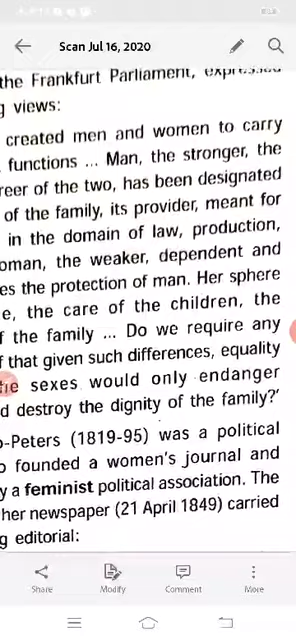 Scan Jul 16, 2020
the Frankfurt Parliament, expressed
g views:
created men and women to carry
functions ... Man, the stronger, the
reer of the two, has been designated
of the family, its provider, meant for
in the domain of law, production,
oman, the weaker, dependent and
es the protection of man. Her sphere
e, the care of the children, the
f the family ... Do we require any
f that given such differences, equality
the sexes would only endanger
d destroy the dignity of the family?'
o-Peters (1819-95) was a political
o founded a women's journal and
y a feminist political association. The
her newspaper (21 April 1849) carried
g editorial:
Share Modify Comment More